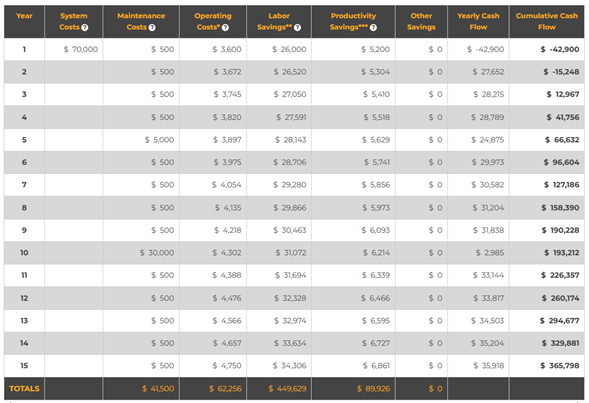 Year System Costs ? Maintenance Costs ? Operating Costs* ? Labor Savings** ? Productivity Savings*** ? Other Savings Yearly Cash Flow Cumulative Cash Flow
1 $ 70,000 $ 500 $ 3,600 $ 26,000 $ 5,200 $ 0 $ -42,900 $ -42,900
2 $ 500 $ 3,672 $ 26,520 $ 5,304 $ 0 $ 27,652 $ -15,248
3 $ 500 $ 3,745 $ 27,050 $ 5,410 $ 0 $ 28,215 $ 12,967
4 $ 500 $ 3,820 $ 27,591 $ 5,518 $ 0 $ 28,789 $ 41,756
5 $ 5,000 $ 3,897 $ 28,143 $ 5,629 $ 0 $ 24,875 $ 66,632
6 $ 500 $ 3,975 $ 28,706 $ 5,741 $ 0 $ 29,973 $ 96,604
7 $ 500 $ 4,054 $ 29,280 $ 5,856 $ 0 $ 30,582 $ 127,186
8 $ 500 $ 4,135 $ 29,866 $ 5,973 $ 0 $ 31,204 $ 158,390
9 $ 500 $ 4,218 $ 30,463 $ 6,093 $ 0 $ 31,838 $ 190,228
10 $ 30,000 $ 4,302 $ 31,072 $ 6,214 $ 0 $ 2,985 $ 193,212
11 $ 500 $ 4,388 $ 31,694 $ 6,339 $ 0 $ 33,144 $ 226,357
12 $ 500 $ 4,476 $ 32,328 $ 6,466 $ 0 $ 33,817 $ 260,174
13 $ 500 $ 4,566 $ 32,974 $ 6,595 $ 0 $ 34,503 $ 294,677
14 $ 500 $ 4,657 $ 33,634 $ 6,727 $ 0 $ 35,204 $ 329,881
15 $ 500 $ 4,750 $ 34,306 $ 6,861 $ 0 $ 35,918 $ 365,798
TOTALS $ 41,500 $ 62,256 $ 449,629 $ 89,926 $ 0